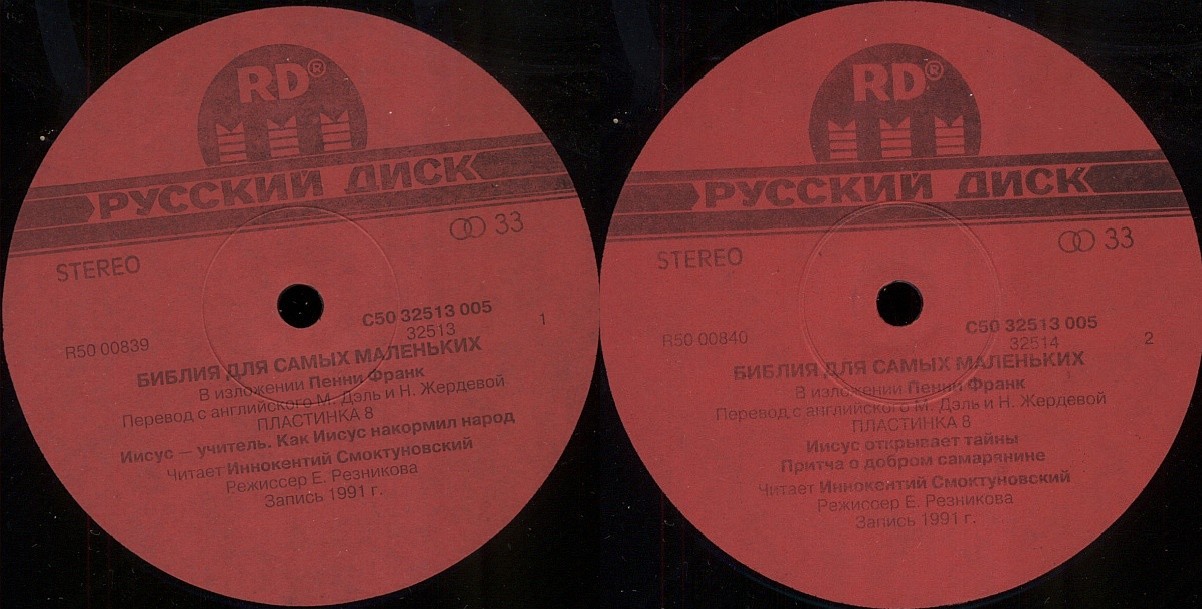 RD®
РУССКИЙ ДИСК
33
STEREO
С50 32513 005
32513
1
R50 00839
БИБЛИЯ ДЛЯ САМЫХ МАЛЕНЬКИХ
В изложении Пенни Франк
Перевод с английского М. Дэль и Н. Жердевой
ПЛАСТИНКА 8
Иисус — учитель. Как Иисус накормил народ
Читает Иннокентий Смоктуновский
Режиссер Е. Резникова
Запись 1991 г.
RD®
РУССКИЙ ДИСК
33
STEREO
С50 32513 005
32514
2
R50 00840
БИБЛИЯ ДЛЯ САМЫХ МАЛЕНЬКИХ
В изложении Пенни Франк
Перевод с английского М. Дэль и Н. Жердевой
ПЛАСТИНКА 8
Иисус открывает тайны
Притча о добром самарянине
Читает Иннокентий Смоктуновский
Режиссер Е. Резникова
Запись 1991 г.